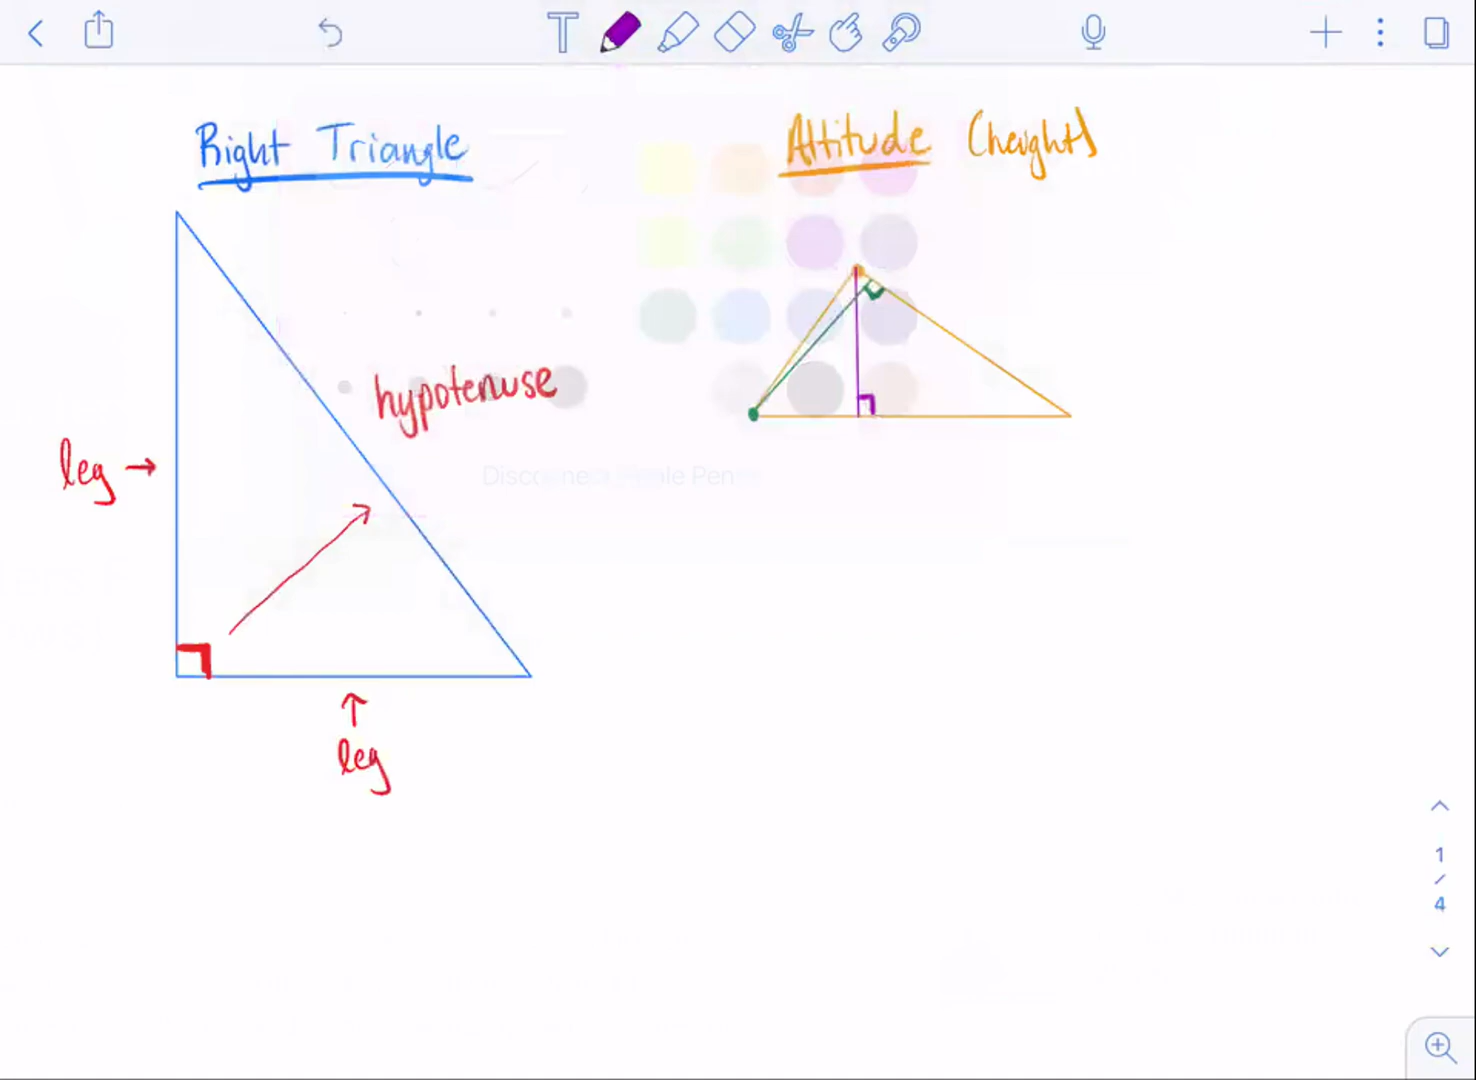 Right Triangle
Altitude (height)
hypotenuse
leg →
leg
1
/
4